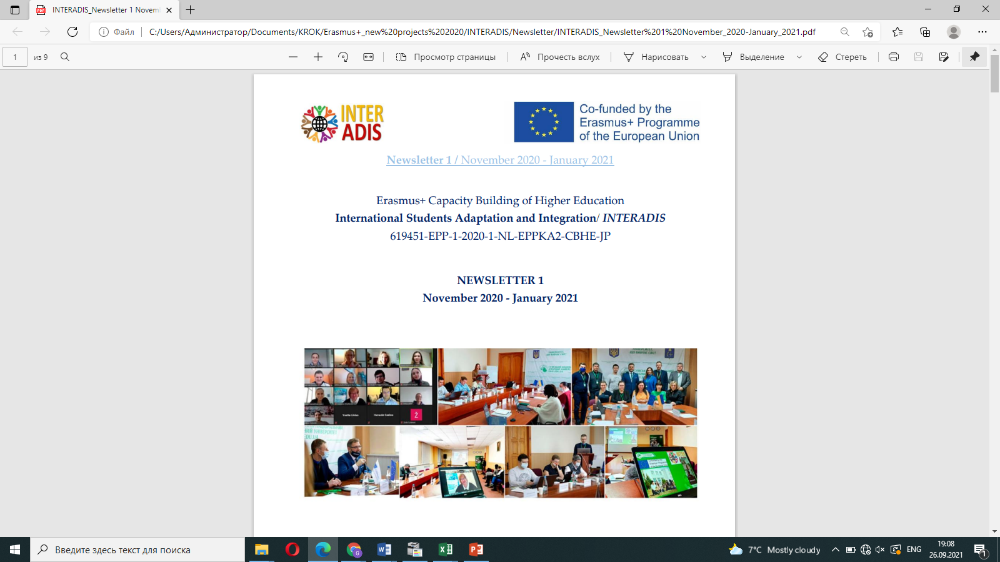 INTERADIS_Newsletter 1 Novem
Файл
C:/Users/Администратор/Documents/KROK/Erasmus+_new%20projects%202020/INTERADIS/Newsletter/INTERADIS_Newsletter%201%20November_2020-January_2021.pdf
1
из 9
Просмотр страницы
Прочесть вслух
Нарисовать
Выделение
Стереть
INTER
ADIS
Co-funded by the
Erasmus+ Programme
of the European Union
Newsletter 1 / November 2020 - January 2021
Erasmus+ Capacity Building of Higher Education
International Students Adaptation and Integration/ INTERADIS
619451-EPP-1-2020-1-NL-EPPKA2-CBHE-JP
NEWSLETTER 1
November 2020 - January 2021
Ž
Введите здесь текст для поиска
7°C Mostly cloudy
ENG
19:08
26.09.2021
1